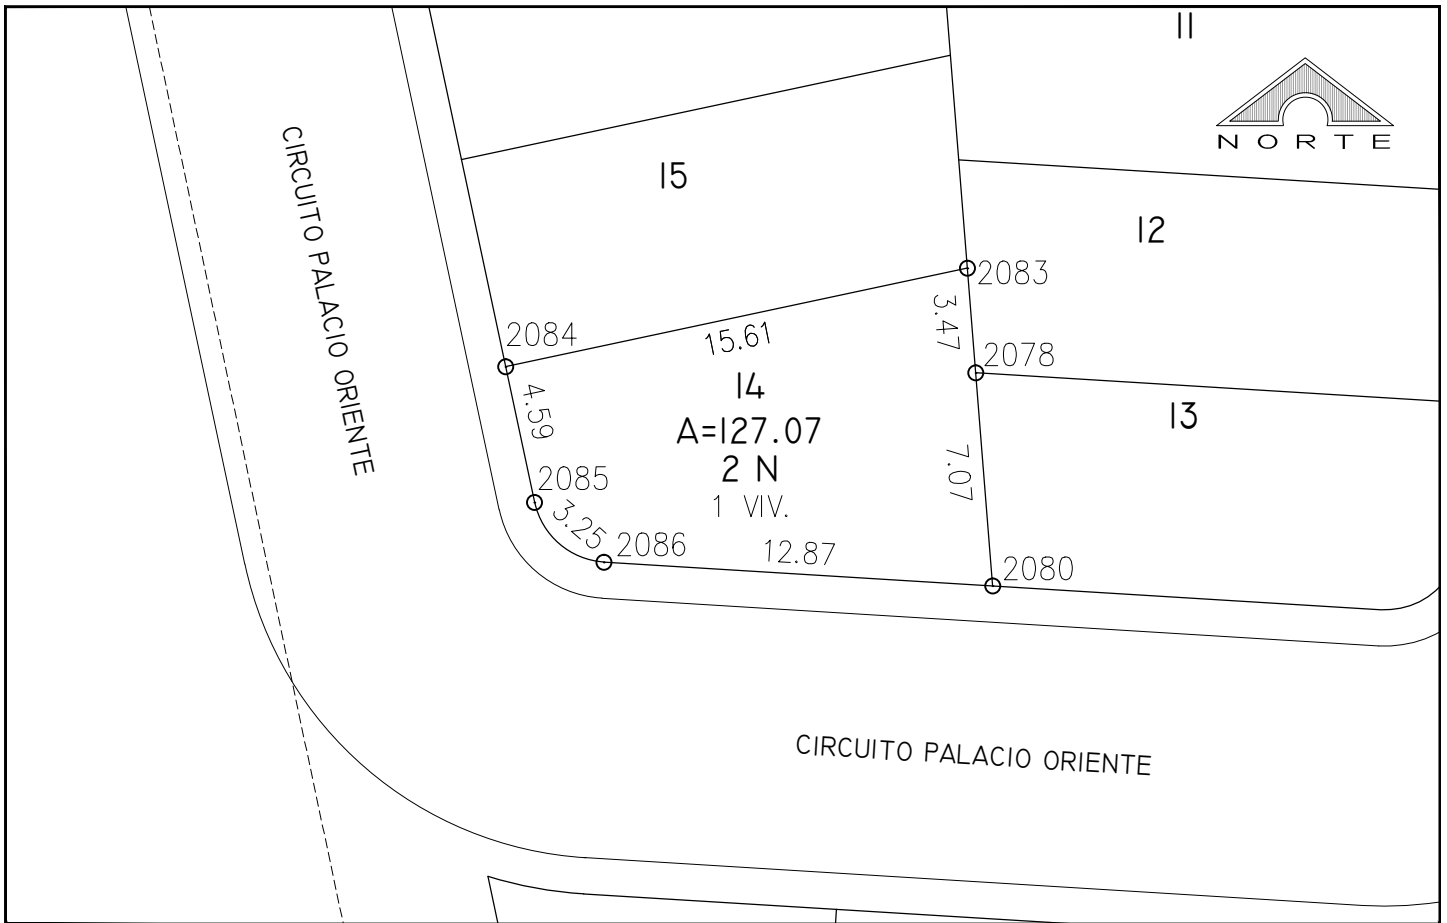 11
NORTE
CIRCUITO PALACIO ORIENTE
15
12
2083
2084
15.61
3.47
2078
14
4.59
A=127.07
13
2 N
2085
7.07
1 VIV.
3.25
2086
12.87
2080
CIRCUITO PALACIO ORIENTE